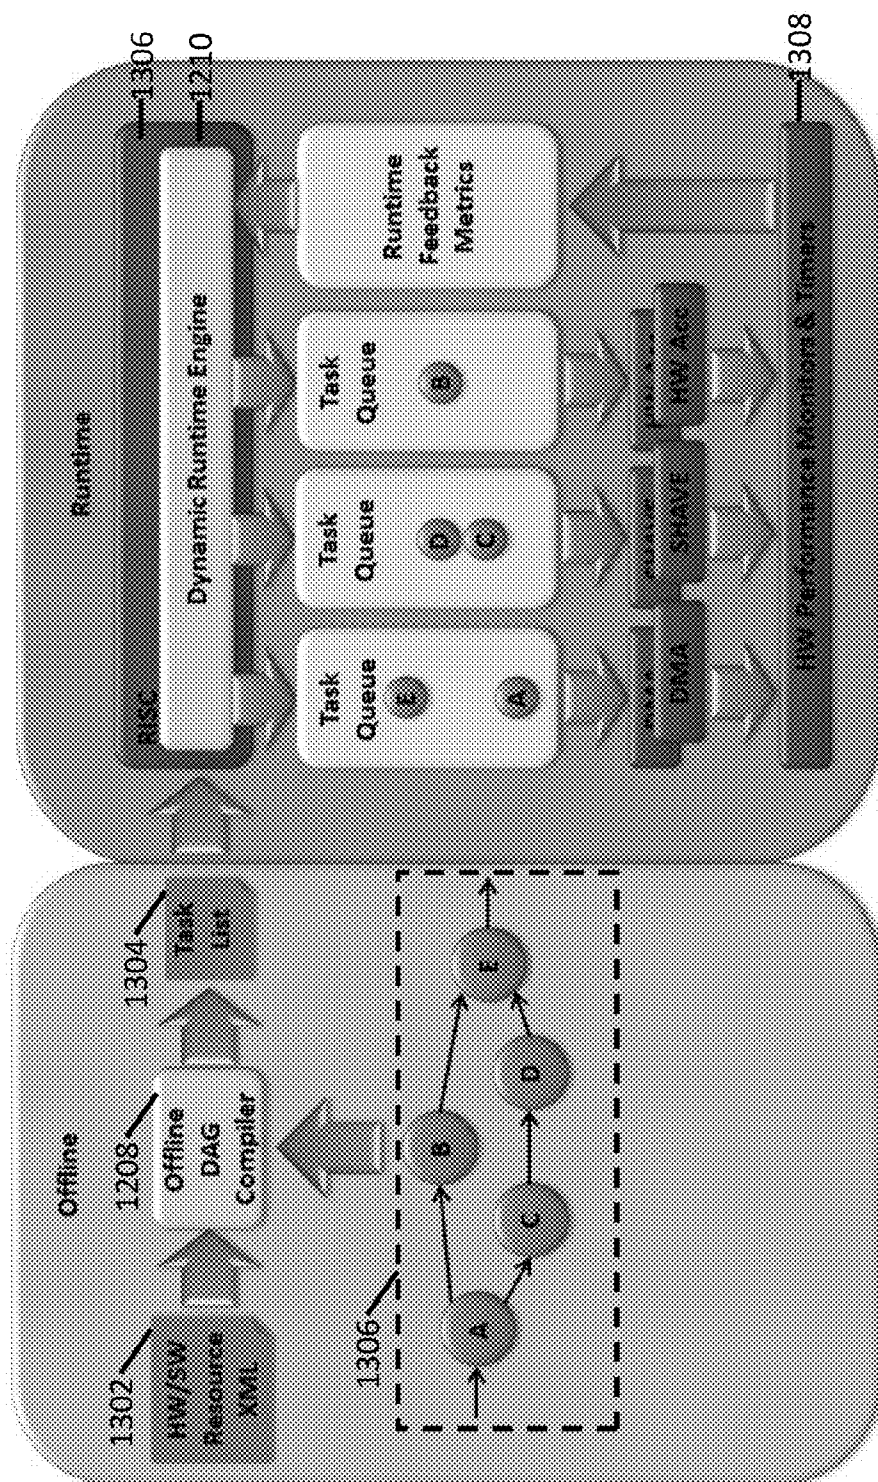 Offline
Runtime
1302
HW/SW
Resource
XML
1208
Offline
DAG
Compiler
1304
Task
List
1306
A
B
C
D
E
1306
1210
RISC
Dynamic Runtime Engine
Task
Queue
E
A
Task
Queue
D
C
Task
Queue
B
Runtime
Feedback
Metrics
DMA
SHAVE
HW Acc
HW Performance Monitors & Timers
1308